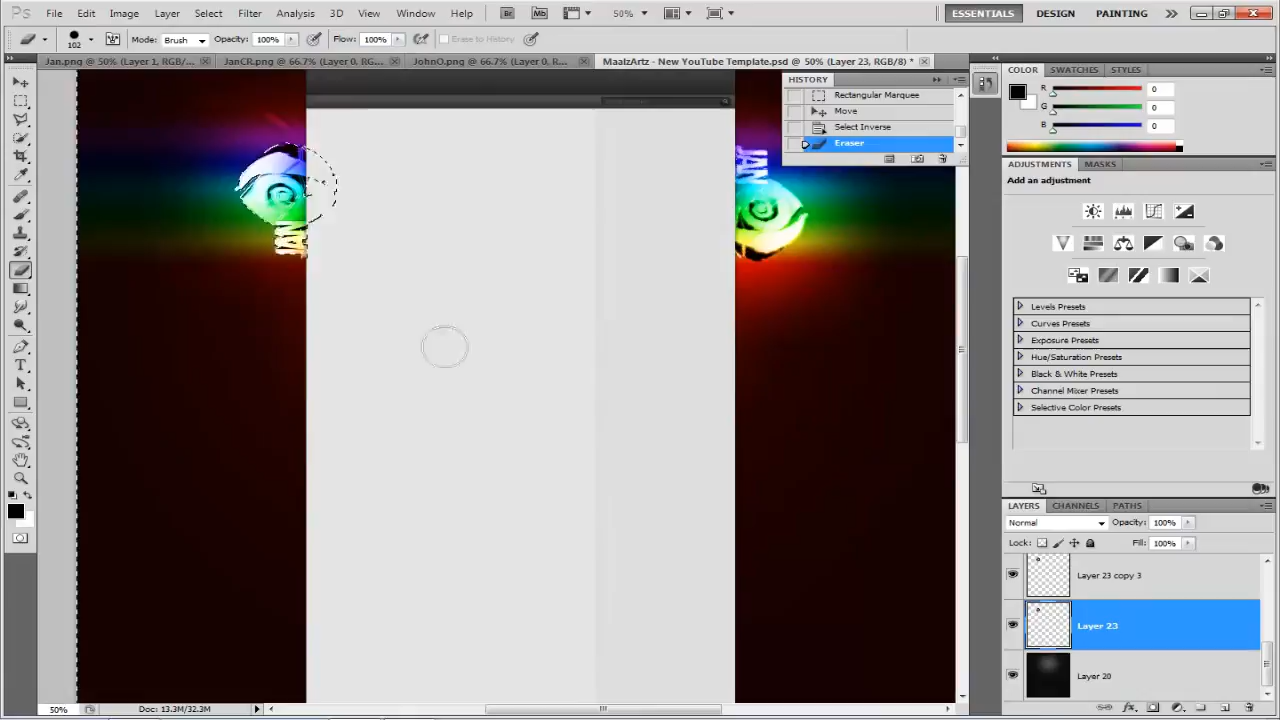 Ps File Edit Image Layer Select Filter Analysis 3D View Window Help Br Mb 50% ESSENTIALS DESIGN PAINTING
102 Mode: Brush Opacity: 100% Flow: 100% Erase to History
Jan.png @ 50% (Layer 1, RGB/... JanCR.png @ 66.7% (Layer 0, R... JohnO.png @ 66.7% (Layer 0, R... MaalzArtz - New YouTube Template.psd @ 50% (Layer 23, RGB/8) *
HISTORY
Rectangular Marquee
Move
Select Inverse
Eraser
COLOR SWATCHES STYLES
R 0
G 0
B 0
ADJUSTMENTS MASKS
Add an adjustment
Levels Presets
Curves Presets
Exposure Presets
Hue/Saturation Presets
Black & White Presets
Channel Mixer Presets
Selective Color Presets
JAN
JAN
LAYERS CHANNELS PATHS
Normal Opacity: 100%
Lock: Fill: 100%
Layer 23 copy 3
Layer 23
Layer 20
50% Doc: 13.3M/32.3M